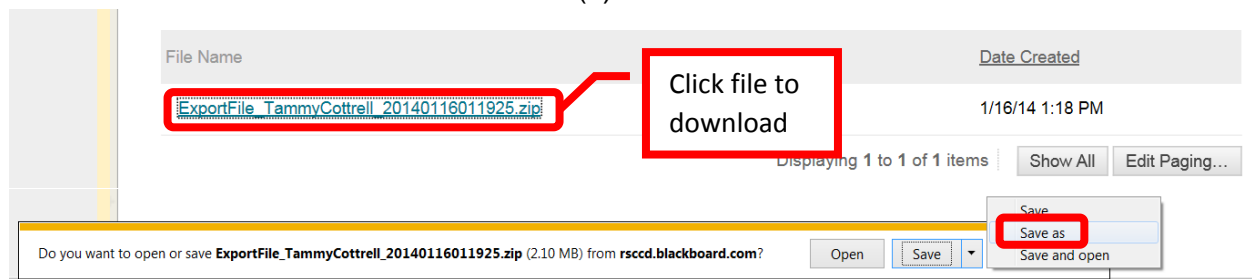 File Name
Date Created
Click file to
download
ExportFile_TammyCottrell_20140116011925.zip
1/16/14 1:18 PM
Displaying 1 to 1 of 1 items
Show All
Edit Paging...
Save
Save as
Save and open
Do you want to open or save ExportFile_TammyCottrell_20140116011925.zip (2.10 MB) from rsccd.blackboard.com?
Open
Save